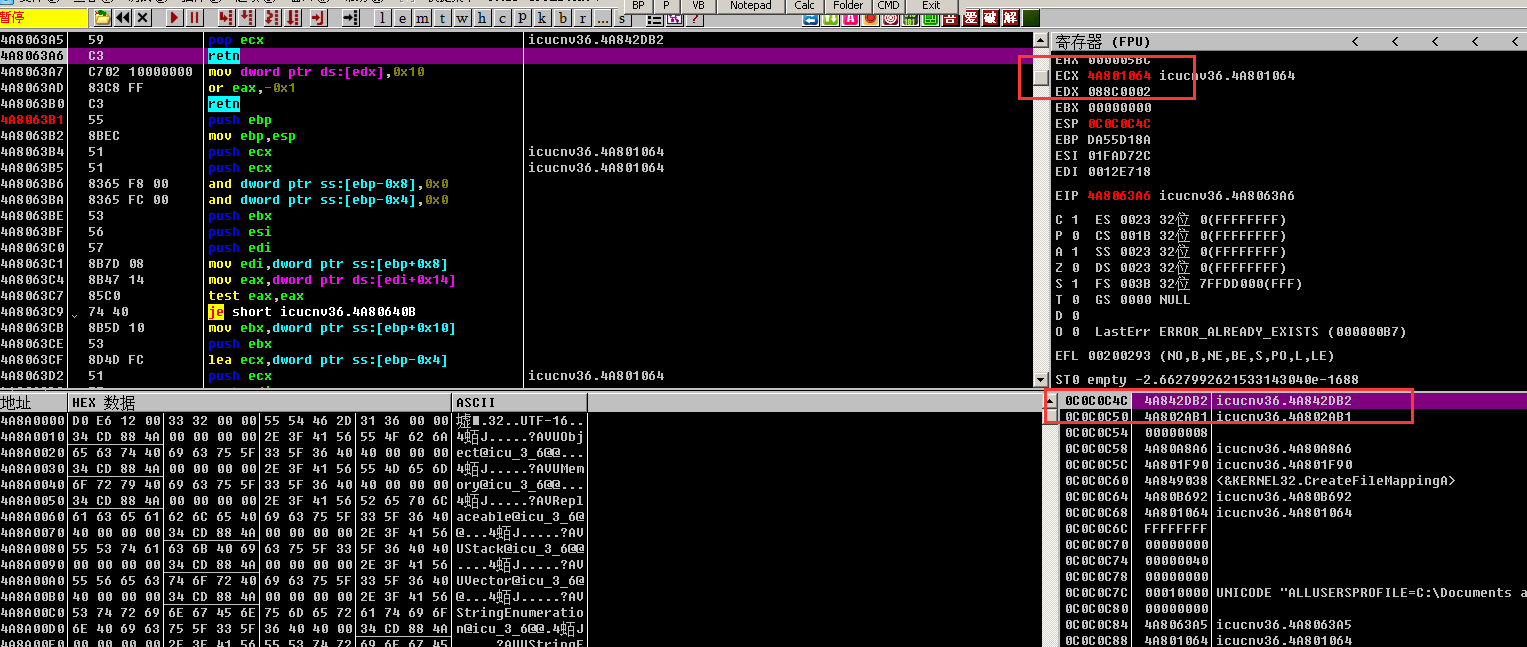 BP P VB Notepad Calc Folder CMD Exit
暂停
l e m t w h c P k b r ... s
爱 破 解
4A8063A5 59 pop ecx icucnv36.4A842DB2
4A8063A6 C3 retn
4A8063A7 C702 10000000 mov dword ptr ds:[edx],0x10
4A8063AD 83C8 FF or eax,-0x1
4A8063B0 C3 retn
4A8063B1 55 push ebp
4A8063B2 8BEC mov ebp,esp
4A8063B4 51 push ecx icucnv36.4A801064
4A8063B5 51 push ecx icucnv36.4A801064
4A8063B6 8365 F8 00 and dword ptr ss:[ebp-0x8],0x0
4A8063BA 8365 FC 00 and dword ptr ss:[ebp-0x4],0x0
4A8063BE 53 push ebx
4A8063BF 56 push esi
4A8063C0 57 push edi
4A8063C1 8B7D 08 mov edi,dword ptr ss:[ebp+0x8]
4A8063C4 8B47 14 mov eax,dword ptr ds:[edi+0x14]
4A8063C7 85C0 test eax,eax
4A8063C9 74 40 je short icucnv36.4A80640B
4A8063CB 8B5D 10 mov ebx,dword ptr ss:[ebp+0x10]
4A8063CE 53 push ebx
4A8063CF 8D4D FC lea ecx,dword ptr ss:[ebp-0x4]
4A8063D2 51 push ecx icucnv36.4A801064
寄存器 (FPU) < < < < <
EAX 000005BC
ECX 4A801064 icucnv36.4A801064
EDX 088C0002
EBX 00000000
ESP 0C0C0C4C
EBP DA55D18A
ESI 01FAD72C
EDI 0012E718
EIP 4A8063A6 icucnv36.4A8063A6
C 1 ES 0023 32位 0(FFFFFFFF)
P 0 CS 001B 32位 0(FFFFFFFF)
A 1 SS 0023 32位 0(FFFFFFFF)
Z 0 DS 0023 32位 0(FFFFFFFF)
S 1 FS 003B 32位 7FFDD000(FFF)
T 0 GS 0000 NULL
D 0
O 0 LastErr ERROR_ALREADY_EXISTS (000000B7)
EFL 00200293 (NO,B,NE,BE,S,PO,L,LE)
ST0 empty -2.6627992621533143040e-1688
地址 HEX 数据 ASCII
4A8A0000 D0 E6 12 00 33 32 00 00 55 54 46 2D 31 36 00 00 墟■.32..UTF-16..
4A8A0010 34 CD 88 4A 00 00 00 00 2E 3F 41 56 55 4F 62 6A 4蛨J.....?AVUObj
4A8A0020 65 63 74 40 69 63 75 5F 33 5F 36 40 40 00 00 00 ect@icu_3_6@@...
4A8A0030 34 CD 88 4A 00 00 00 00 2E 3F 41 56 55 4D 65 6D 4蛨J.....?AVUMem
4A8A0040 6F 72 79 40 69 63 75 5F 33 5F 36 40 40 00 00 00 ory@icu_3_6@@...
4A8A0050 34 CD 88 4A 00 00 00 00 2E 3F 41 56 52 65 70 6C 4蛨J.....?AVRepl
4A8A0060 61 63 65 61 62 6C 65 40 69 63 75 5F 33 5F 36 40 aceable@icu_3_6@
4A8A0070 40 00 00 00 34 CD 88 4A 00 00 00 00 2E 3F 41 56 @...4蛨J.....?AV
4A8A0080 55 53 74 61 63 6B 40 69 63 75 5F 33 5F 36 40 40 UStack@icu_3_6@@
4A8A0090 00 00 00 00 34 CD 88 4A 00 00 00 00 2E 3F 41 56 ....4蛨J.....?AV
4A8A00A0 55 56 65 63 74 6F 72 40 69 63 75 5F 33 5F 36 40 UVector@icu_3_6@
4A8A00B0 40 00 00 00 34 CD 88 4A 00 00 00 00 2E 3F 41 56 @...4蛨J.....?AV
4A8A00C0 53 74 72 69 6E 67 45 6E 75 6D 65 72 61 74 69 6F StringEnumeratio
4A8A00D0 6E 40 69 63 75 5F 33 5F 36 40 40 00 34 CD 88 4A n@icu_3_6@@.4蛨J
0C0C0C4C 4A842DB2 icucnv36.4A842DB2
0C0C0C50 4A802AB1 icucnv36.4A802AB1
0C0C0C54 00000008
0C0C0C58 4A80A8A6 icucnv36.4A80A8A6
0C0C0C5C 4A801F90 icucnv36.4A801F90
0C0C0C60 4A849038 <&KERNEL32.CreateFileMappingA>
0C0C0C64 4A80B692 icucnv36.4A80B692
0C0C0C68 4A801064 icucnv36.4A801064
0C0C0C6C FFFFFFFF
0C0C0C70 00000000
0C0C0C74 00000040
0C0C0C78 00000000
0C0C0C7C 00010000 UNICODE "ALLUSERSPROFILE=C:\Documents a
0C0C0C80 00000000
0C0C0C84 4A8063A5 icucnv36.4A8063A5
0C0C0C88 4A801064 icucnv36.4A801064